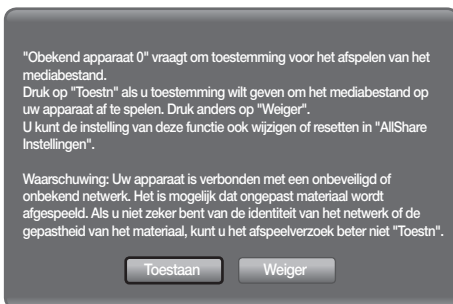 "Obekend apparaat 0" vraagt om toestemming voor het afspelen van het
mediabestand.
Druk op "Toestn" als u toestemming wilt geven om het mediabestand op
uw apparaat af te spelen. Druk anders op "Weiger".
U kunt de instelling van deze functie ook wijzigen of resetten in "AllShare
Instellingen".
Waarschuwing: Uw apparaat is verbonden met een onbeveiligd of
onbekend netwerk. Het is mogelijk dat ongepast materiaal wordt
afgespeeld. Als u niet zeker bent van de identiteit van het netwerk of de
gepastheid van het materiaal, kunt u het afspeelverzoek beter niet "Toestn".
Toestaan Weiger